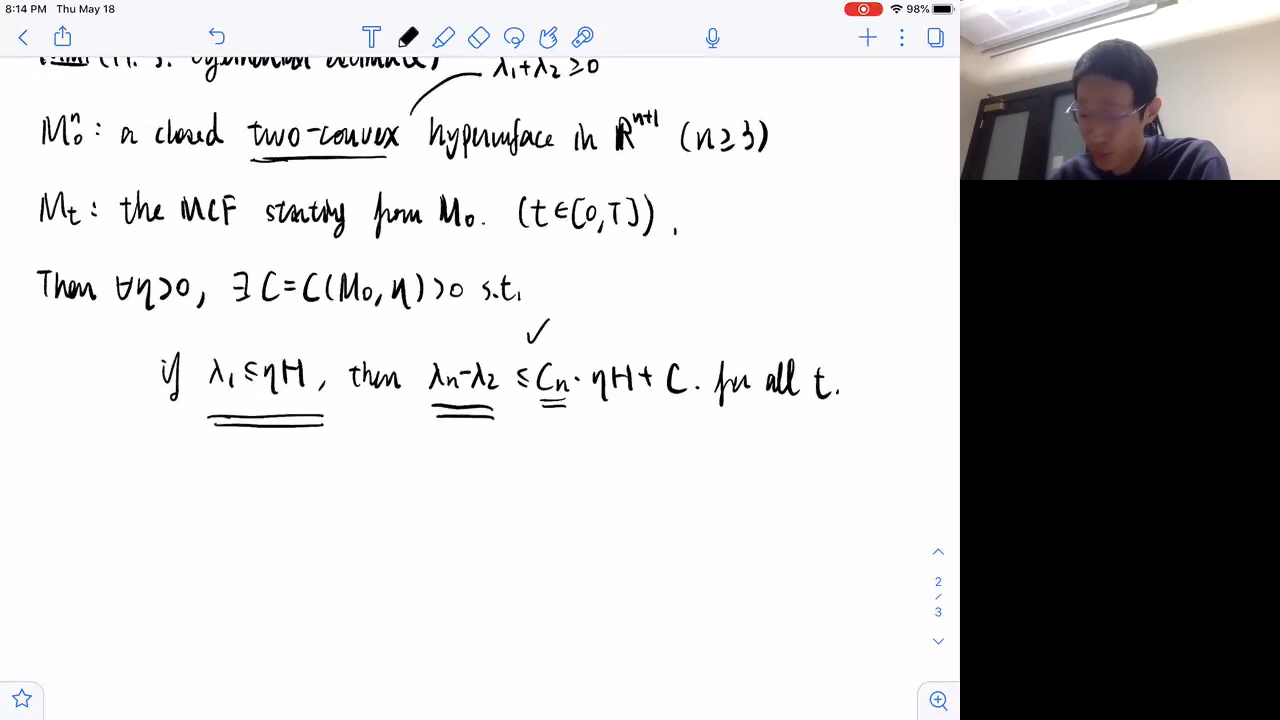 8:14 PM Thu May 18
98%
(H. S. Cylindrical estimate) λ₁+λ₂ ≥ 0
M₀ⁿ: a closed two-convex hypersurface in ℝⁿ⁺¹ (n≥3)
Mt: the MCF starting from M₀. (t∈[0,T]).
Then ∀η>0, ∃ C=C(M₀, η)>0 s.t.
✓
if λ₁ ≤ ηH, then λₙ-λ₂ ≤ Cₙ· ηH + C. for all t.
2
/
3